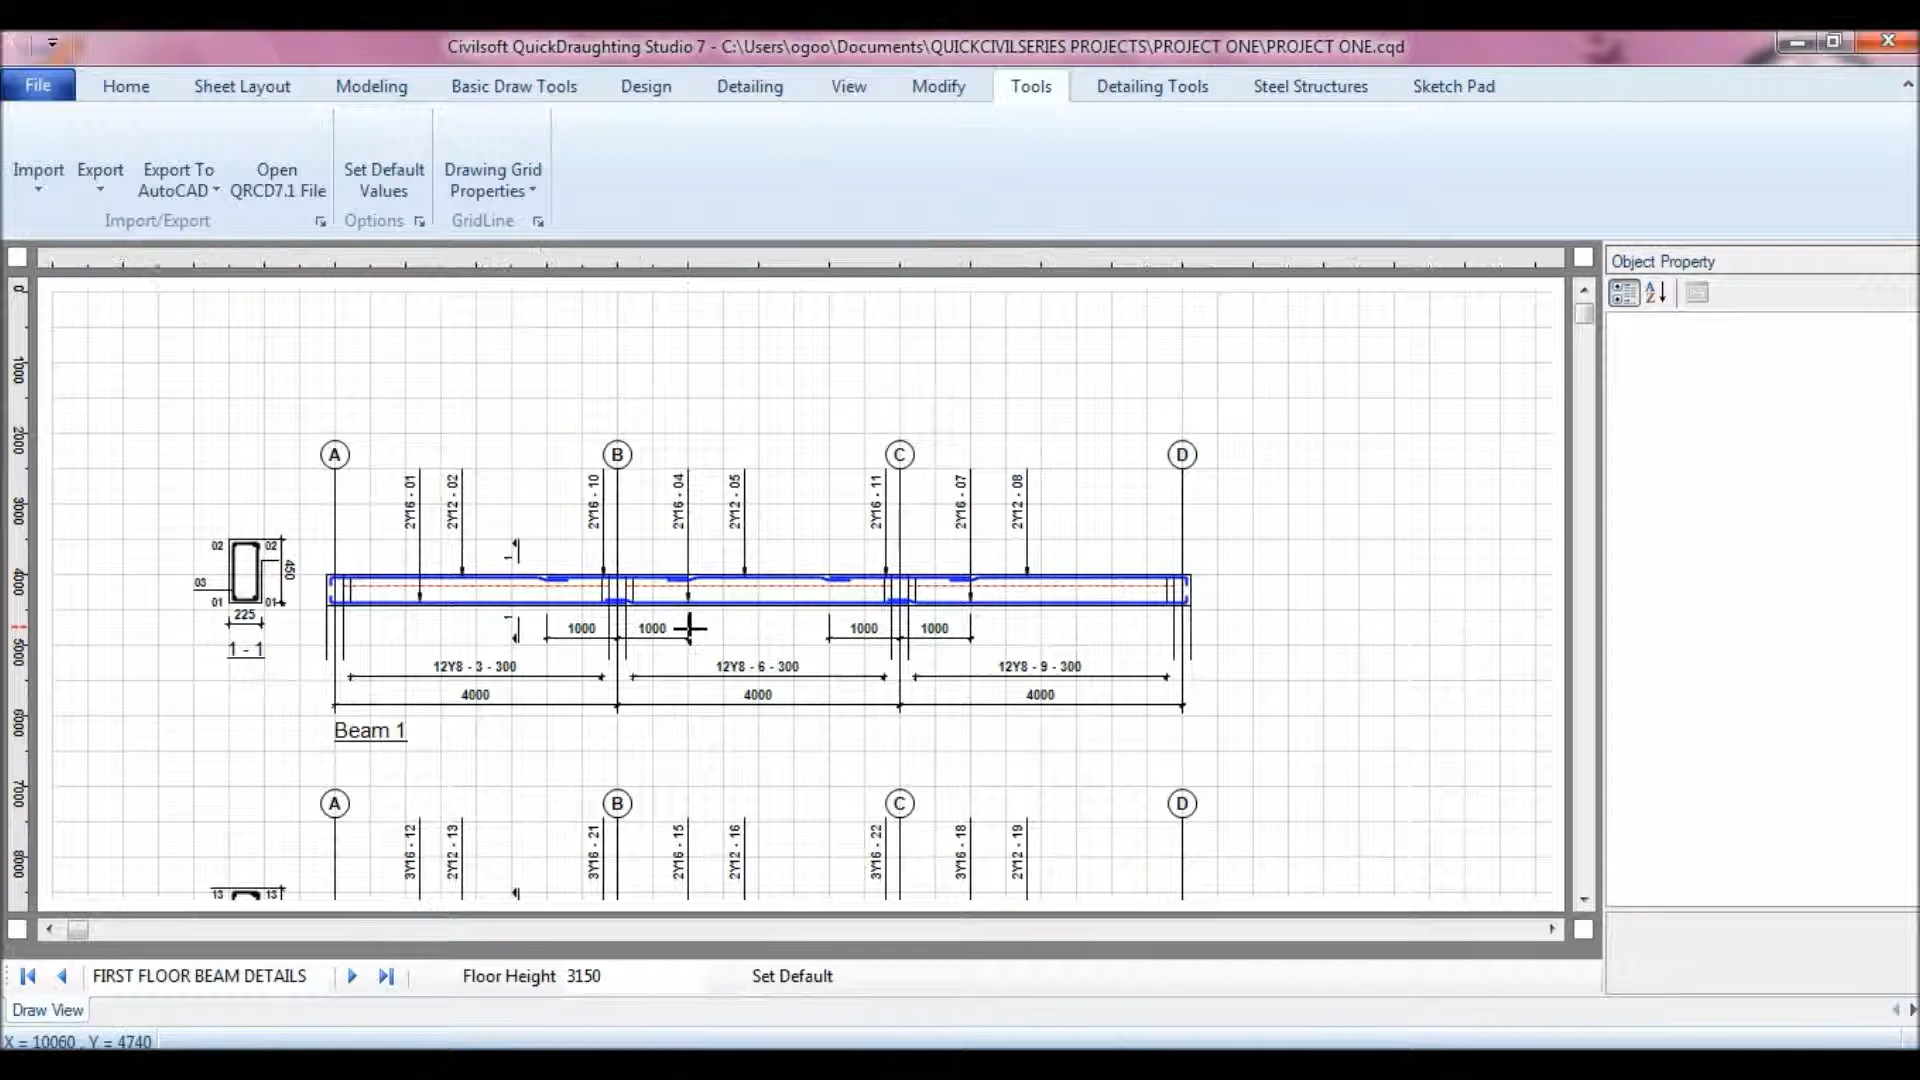 Civilsoft QuickDraughting Studio 7 - C:\Users\ogoo\Documents\QUICKCIVILSERIES PROJECTS\PROJECT ONE\PROJECT ONE.cqd
File Home Sheet Layout Modeling Basic Draw Tools Design Detailing View Modify Tools Detailing Tools Steel Structures Sketch Pad
Import Export Export To AutoCAD Open QRCD7.1 File Set Default Values Drawing Grid Properties
Import/Export Options GridLine
Object Property
0 1000 2000 3000 4000 5000 6000 7000 8000
A B C D
2Y16 - 01 2Y12 - 02 2Y16 - 10 2Y16 - 04 2Y12 - 05 2Y16 - 11 2Y16 - 07 2Y12 - 08
02 02
03
450
01 01
225
1 - 1
1
1
1000 1000 1000 1000
12Y8 - 3 - 300 12Y8 - 6 - 300 12Y8 - 9 - 300
4000 4000 4000
Beam 1
A B C D
3Y16 - 12 2Y12 - 13 3Y16 - 21 2Y16 - 15 2Y12 - 16 3Y16 - 22 3Y16 - 18 2Y12 - 19
13 13
FIRST FLOOR BEAM DETAILS Floor Height 3150 Set Default
Draw View
X = 10060 , Y = 4740